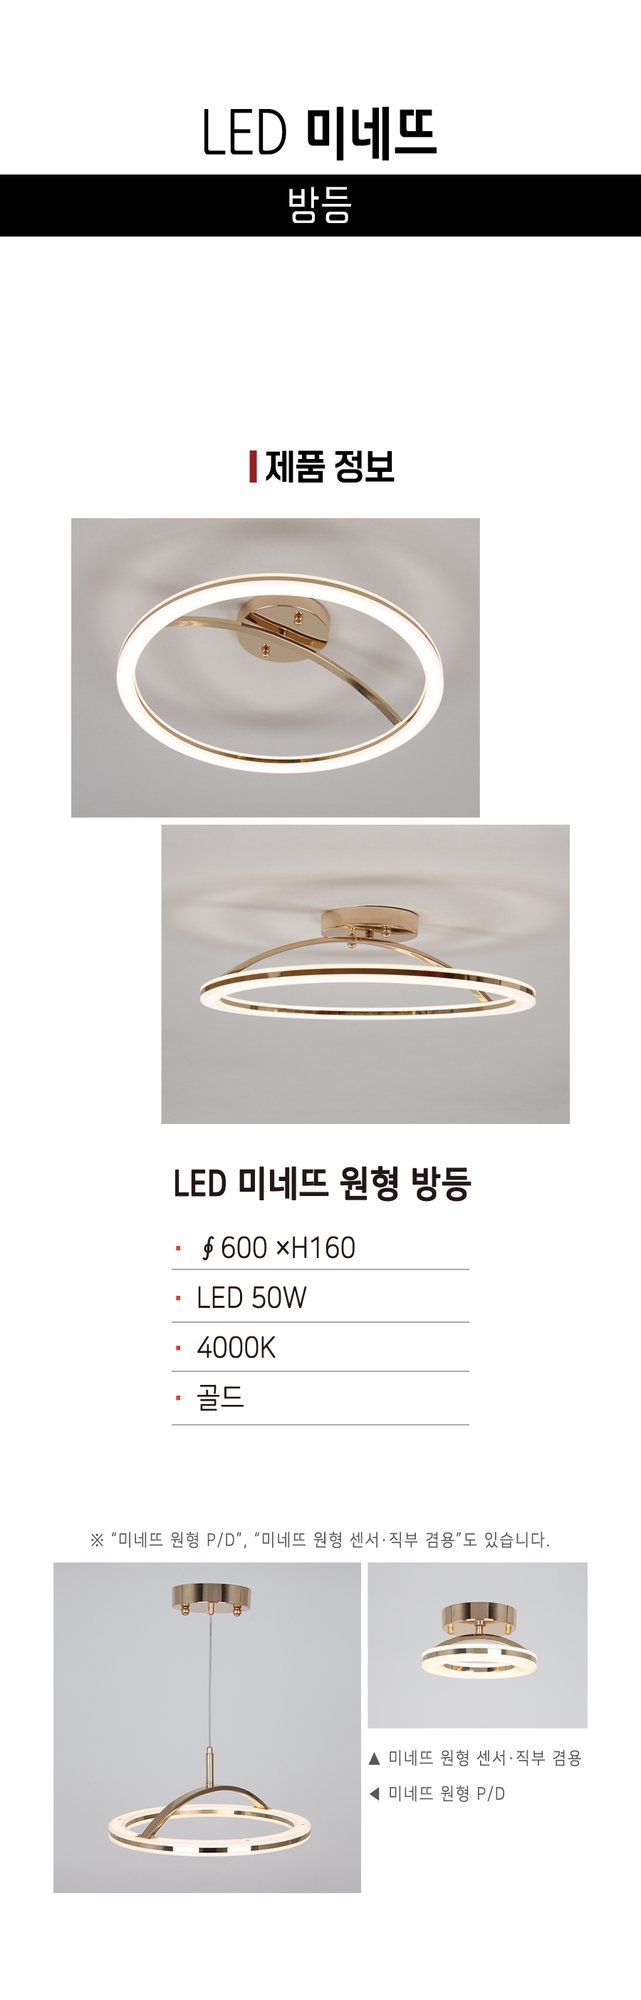 LED 미네뜨
방등
제품 정보
LED 미네뜨 원형 방등
· ∮600 ×H160
· LED 50W
· 4000K
· 골드
※ “미네뜨 원형 P/D”, “미네뜨 원형 센서·직부 겸용”도 있습니다.
▲ 미네뜨 원형 센서·직부 겸용
◀ 미네뜨 원형 P/D